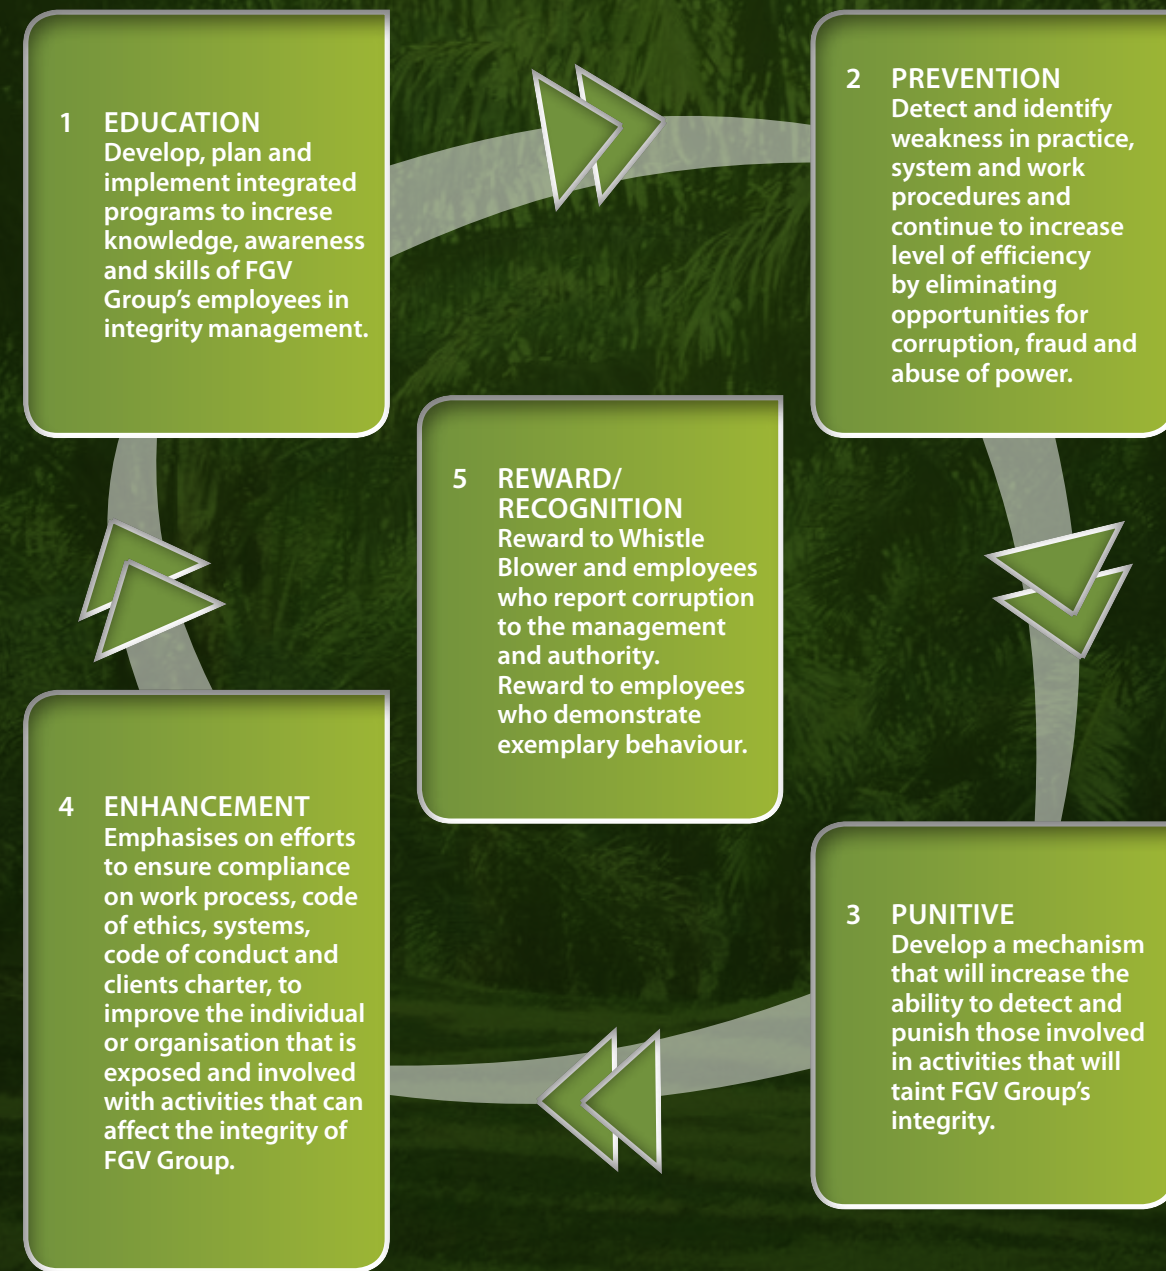 1 EDUCATION
Develop, plan and
implement integrated
programs to increse
knowledge, awareness
and skills of FGV
Group's employees in
integrity management.
2 PREVENTION
Detect and identify
weakness in practice,
system and work
procedures and
continue to increase
level of efficiency
by eliminating
opportunities for
corruption, fraud and
abuse of power.
3 PUNITIVE
Develop a mechanism
that will increase the
ability to detect and
punish those involved
in activities that will
taint FGV Group's
integrity.
4 ENHANCEMENT
Emphasises on efforts
to ensure compliance
on work process, code
of ethics, systems,
code of conduct and
clients charter, to
improve the individual
or organisation that is
exposed and involved
with activities that can
affect the integrity of
FGV Group.
5 REWARD/
RECOGNITION
Reward to Whistle
Blower and employees
who report corruption
to the management
and authority.
Reward to employees
who demonstrate
exemplary behaviour.